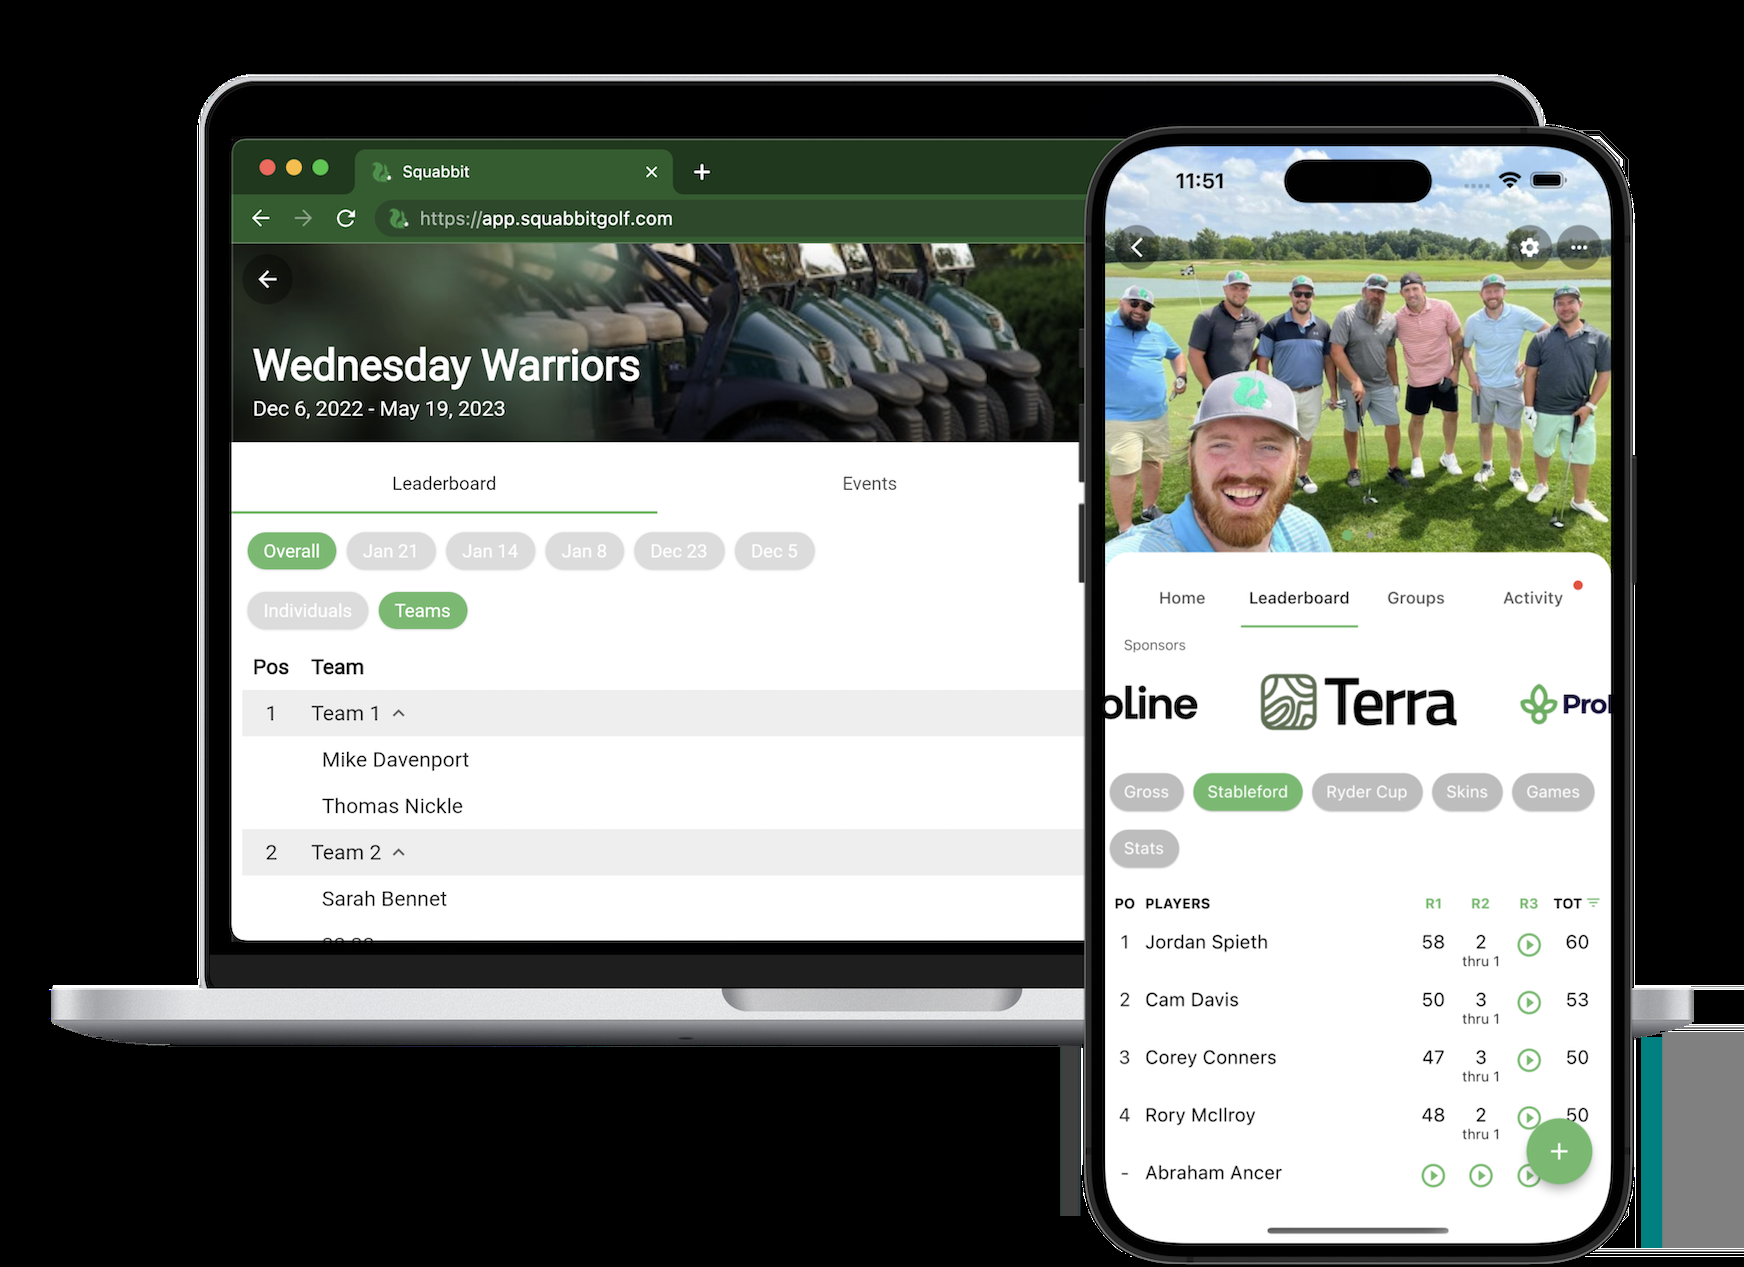 Squabbit
https://app.squabbitgolf.com
Wednesday Warriors
Dec 6, 2022 - May 19, 2023
Leaderboard
Events
Overall
Jan 21
Jan 14
Jan 8
Dec 23
Dec 5
Individuals
Teams
Pos Team
1 Team 1
Mike Davenport
Thomas Nickle
2 Team 2
Sarah Bennet
11:51
Home
Leaderboard
Groups
Activity
Sponsors
oline
Terra
Prol
Gross
Stableford
Ryder Cup
Skins
Games
Stats
PO PLAYERS R1 R2 R3 TOT
1 Jordan Spieth 58 2 60
thru 1
2 Cam Davis 50 3 53
thru 1
3 Corey Conners 47 3 50
thru 1
4 Rory McIlroy 48 2 50
thru 1
- Abraham Ancer